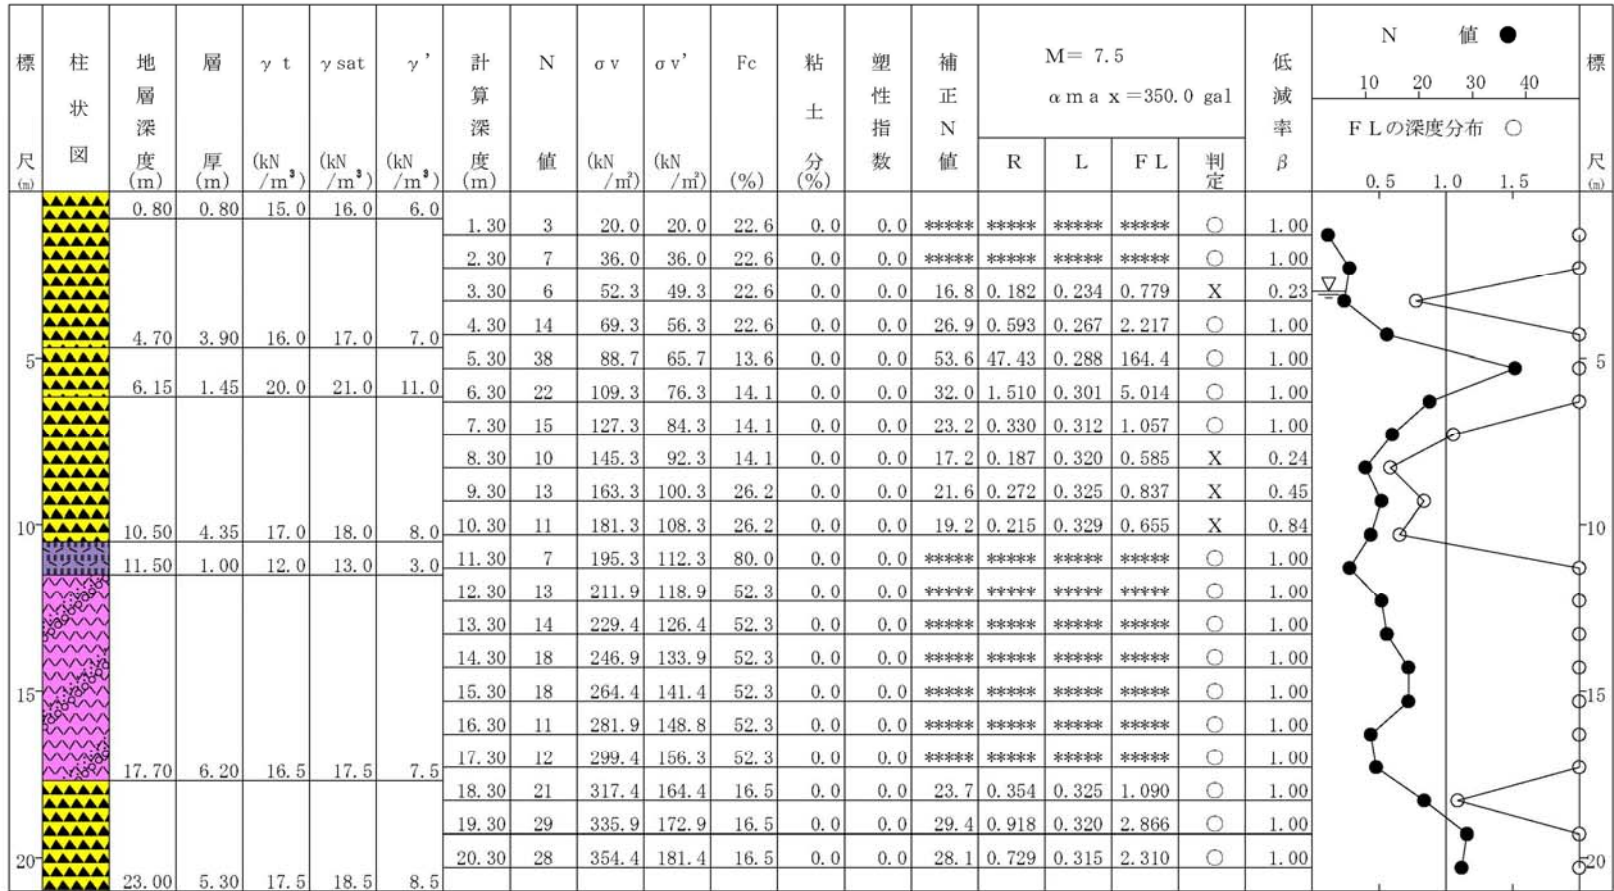 標尺(m) 柱状図 地層深度(m) 層厚(m) γ t (kN/m³) γ sat (kN/m³) γ' (kN/m³) 計算深度(m) N値 σ v (kN/㎡) σ v' (kN/㎡) Fc (%) 粘土分(%) 塑性指数 補正N値
M= 7.5
αm a x =350.0 gal
R L FL 判定
低減率β
N 値 ●
10 20 30 40
FLの深度分布 ○
0.5 1.0 1.5
標尺(m)
0.80 0.80 15.0 16.0 6.0
1.30 3 20.0 20.0 22.6 0.0 0.0 ***** ***** ***** ***** ○ 1.00
2.30 7 36.0 36.0 22.6 0.0 0.0 ***** ***** ***** ***** ○ 1.00
3.30 6 52.3 49.3 22.6 0.0 0.0 16.8 0.182 0.234 0.779 X 0.23
4.30 14 69.3 56.3 22.6 0.0 0.0 26.9 0.593 0.267 2.217 ○ 1.00
4.70 3.90 16.0 17.0 7.0
5 5.30 38 88.7 65.7 13.6 0.0 0.0 53.6 47.43 0.288 164.4 ○ 1.00 5
6.15 1.45 20.0 21.0 11.0
6.30 22 109.3 76.3 14.1 0.0 0.0 32.0 1.510 0.301 5.014 ○ 1.00
7.30 15 127.3 84.3 14.1 0.0 0.0 23.2 0.330 0.312 1.057 ○ 1.00
8.30 10 145.3 92.3 14.1 0.0 0.0 17.2 0.187 0.320 0.585 X 0.24
9.30 13 163.3 100.3 26.2 0.0 0.0 21.6 0.272 0.325 0.837 X 0.45
10 10.30 11 181.3 108.3 26.2 0.0 0.0 19.2 0.215 0.329 0.655 X 0.84 10
10.50 4.35 17.0 18.0 8.0
11.30 7 195.3 112.3 80.0 0.0 0.0 ***** ***** ***** ***** ○ 1.00
11.50 1.00 12.0 13.0 3.0
12.30 13 211.9 118.9 52.3 0.0 0.0 ***** ***** ***** ***** ○ 1.00
13.30 14 229.4 126.4 52.3 0.0 0.0 ***** ***** ***** ***** ○ 1.00
14.30 18 246.9 133.9 52.3 0.0 0.0 ***** ***** ***** ***** ○ 1.00
15 15.30 18 264.4 141.4 52.3 0.0 0.0 ***** ***** ***** ***** ○ 1.00 15
16.30 11 281.9 148.8 52.3 0.0 0.0 ***** ***** ***** ***** ○ 1.00
17.30 12 299.4 156.3 52.3 0.0 0.0 ***** ***** ***** ***** ○ 1.00
17.70 6.20 16.5 17.5 7.5
18.30 21 317.4 164.4 16.5 0.0 0.0 23.7 0.354 0.325 1.090 ○ 1.00
19.30 29 335.9 172.9 16.5 0.0 0.0 29.4 0.918 0.320 2.866 ○ 1.00
20 20.30 28 354.4 181.4 16.5 0.0 0.0 28.1 0.729 0.315 2.310 ○ 1.00 20
23.00 5.30 17.5 18.5 8.5
0.5 1.0 1.5